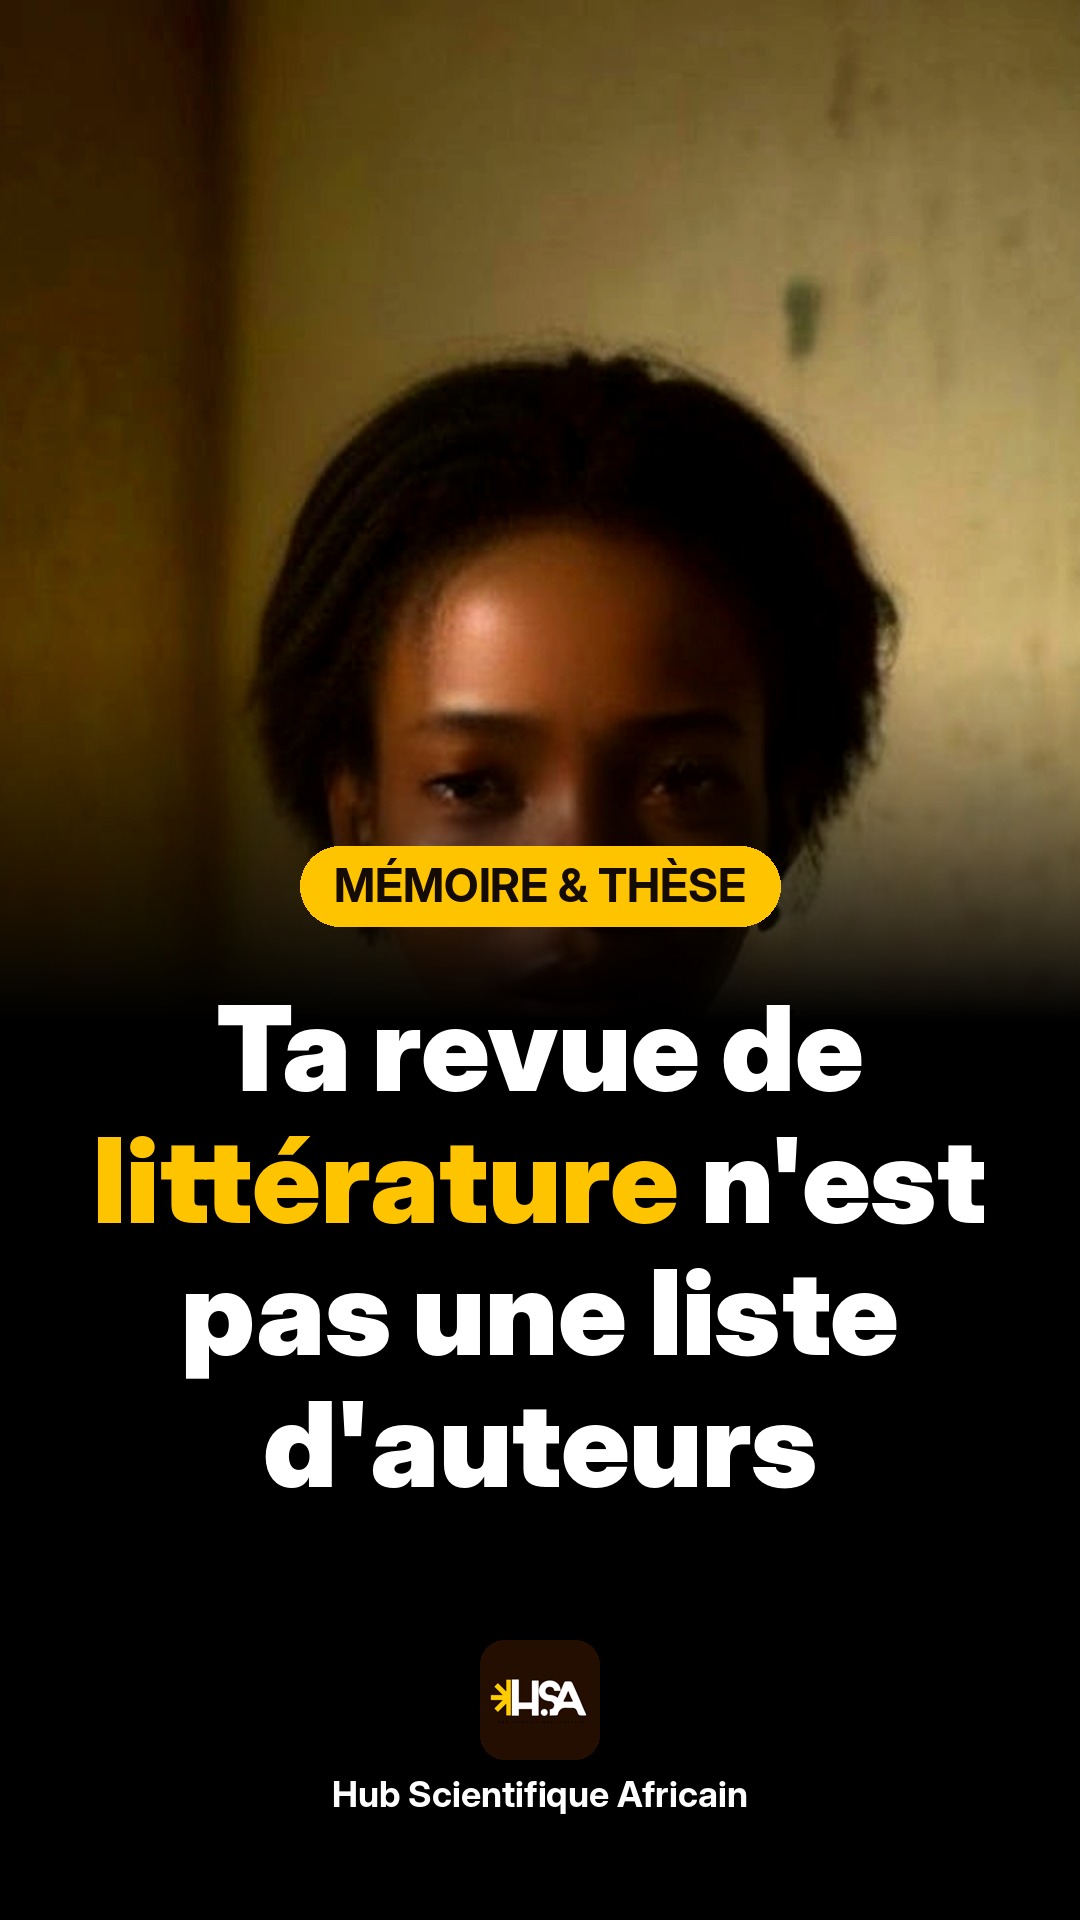 MÉMOIRE & THÈSE
Ta revue de
littérature n'est
pas une liste
d'auteurs
HSA
Hub Scientifique Africain